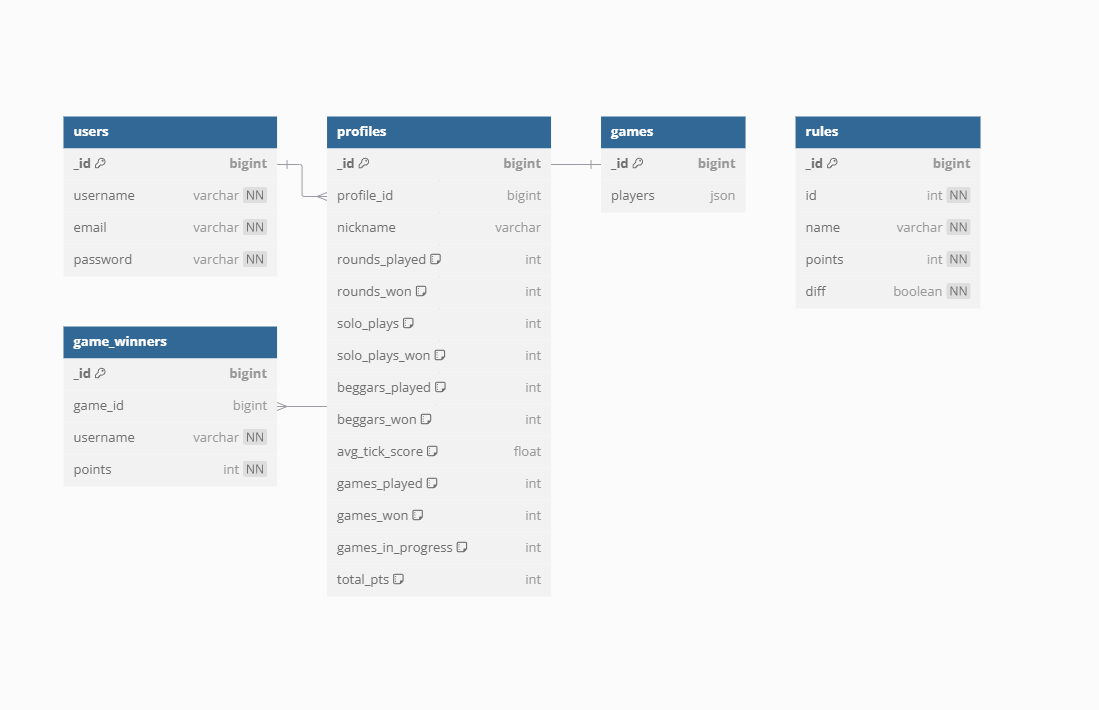 users
_id bigint
username varchar NN
email varchar NN
password varchar NN
game_winners
_id bigint
game_id bigint
username varchar NN
points int NN
profiles
_id bigint
profile_id bigint
nickname varchar
rounds_played int
rounds_won int
solo_plays int
solo_plays_won int
beggars_played int
beggars_won int
avg_tick_score float
games_played int
games_won int
games_in_progress int
total_pts int
games
_id bigint
players json
rules
_id bigint
id int NN
name varchar NN
points int NN
diff boolean NN